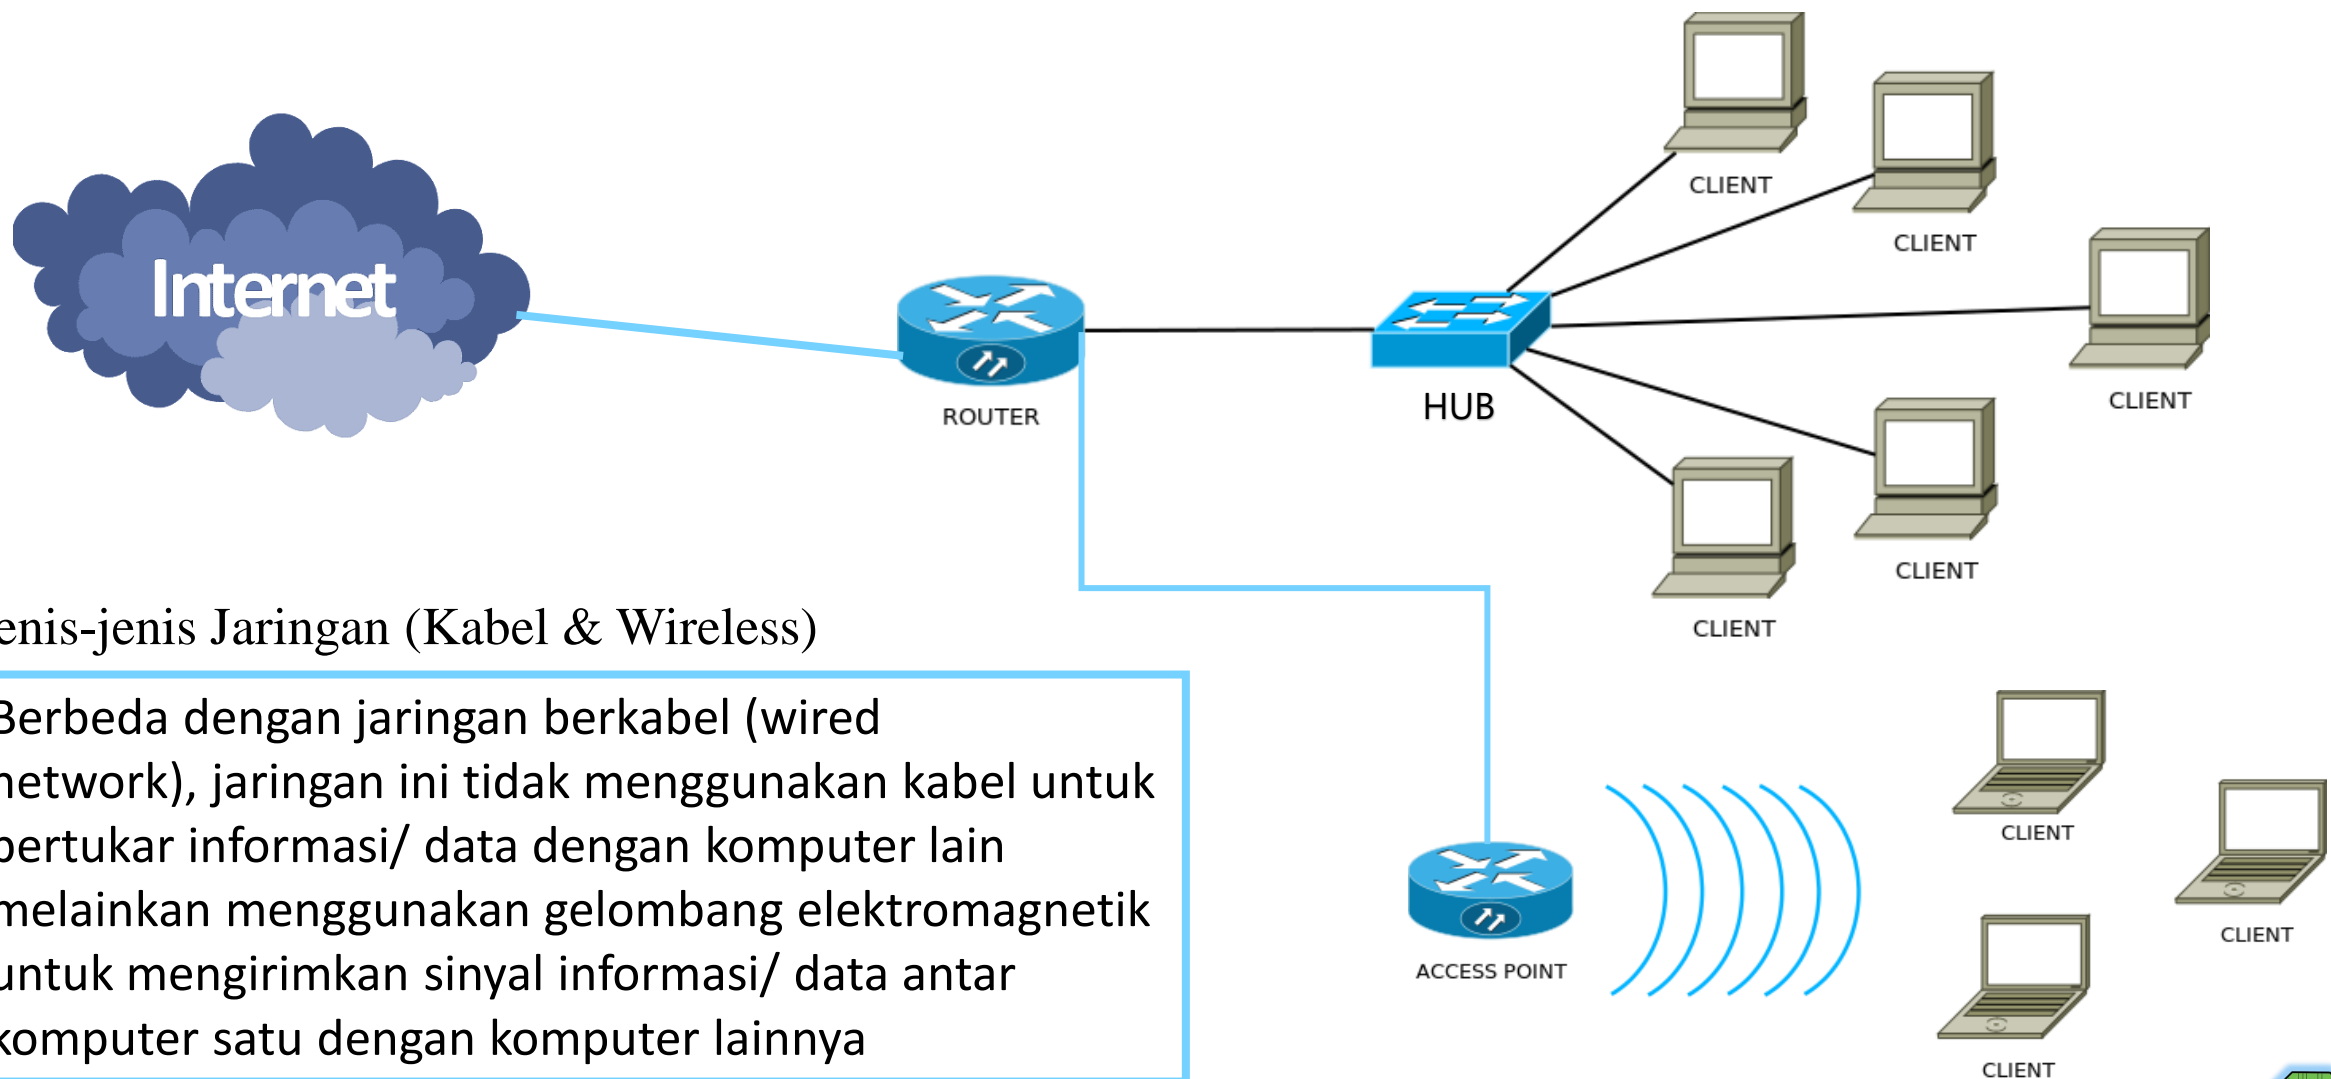 CLIENT
CLIENT
Internet
CLIENT
HUB
ROUTER
CLIENT
CLIENT
enis-jenis Jaringan (Kabel & Wireless)
Berbeda dengan jaringan berkabel (wired
network), jaringan ini tidak menggunakan kabel untuk
bertukar informasi/ data dengan komputer lain
melainkan menggunakan gelombang elektromagnetik
untuk mengirimkan sinyal informasi/ data antar
komputer satu dengan komputer lainnya
CLIENT
CLIENT
ACCESS POINT
CLIENT